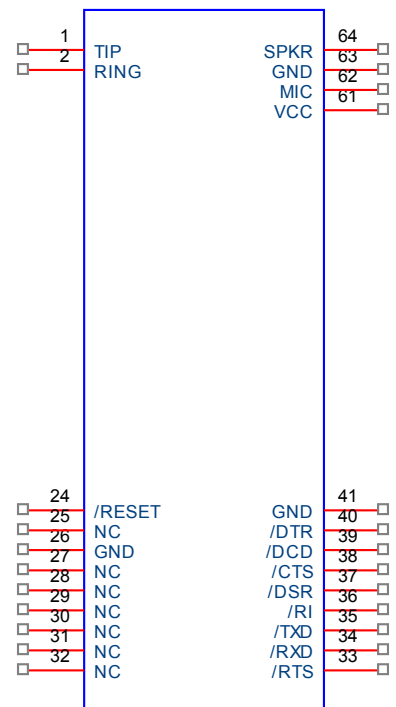 1 TIP SPKR 64
2 RING GND 63
MIC 62
VCC 61
24 /RESET GND 41
25 NC /DTR 40
26 GND /DCD 39
27 NC /CTS 38
28 NC /DSR 37
29 NC /RI 36
30 NC /TXD 35
31 NC /RXD 34
32 NC /RTS 33